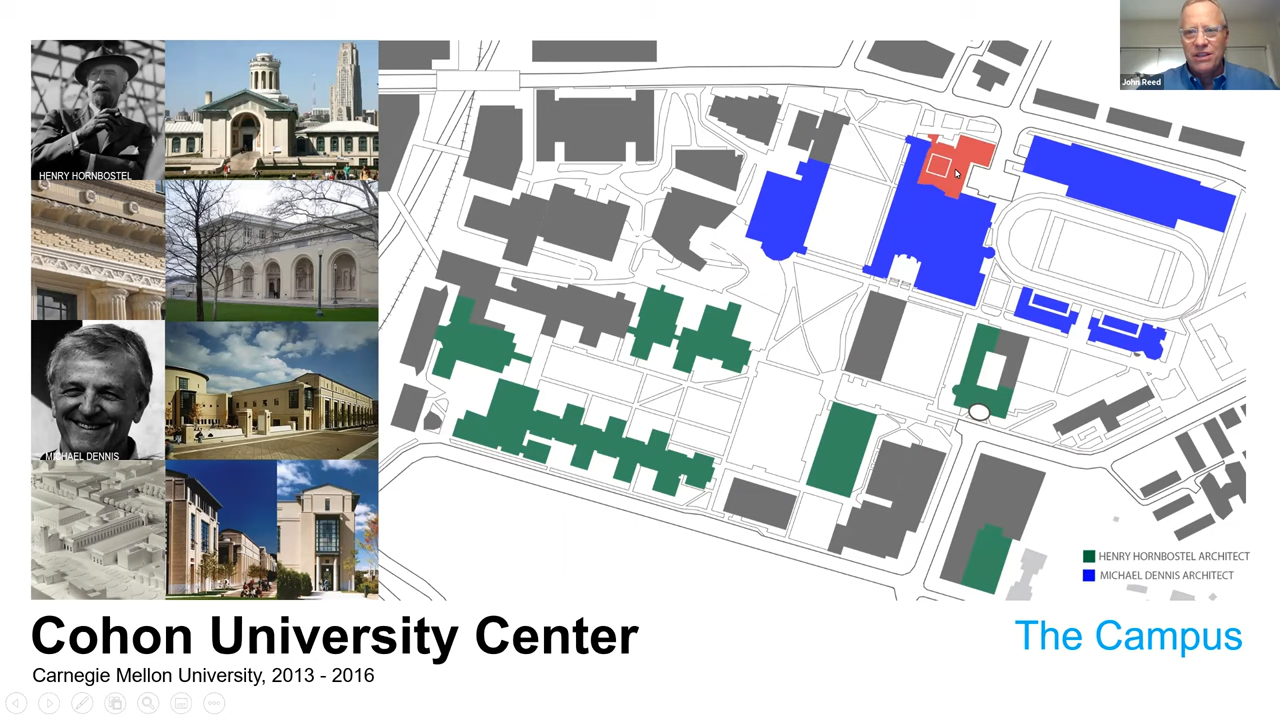 John Reed
HENRY HORNBOSTEL
MICHAEL DENNIS
HENRY HORNBOSTEL ARCHITECT
MICHAEL DENNIS ARCHITECT
Cohon University Center
The Campus
Carnegie Mellon University, 2013 - 2016